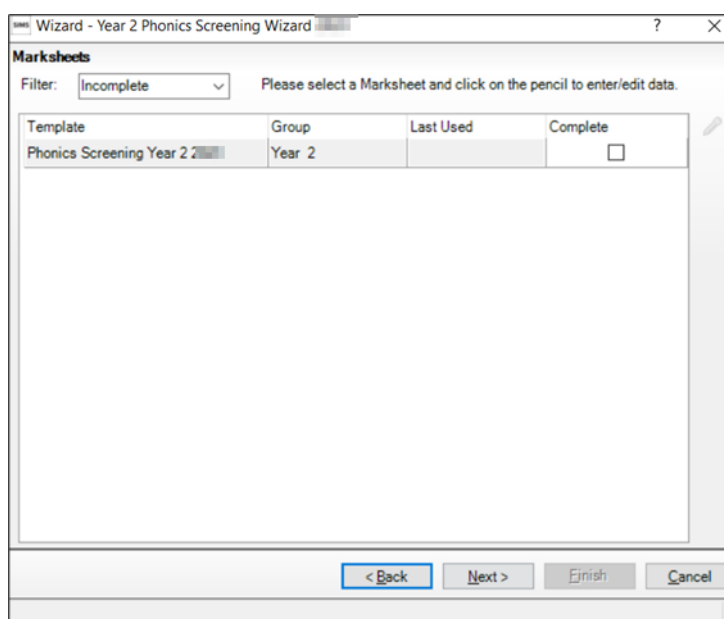 SIMS Wizard - Year 2 Phonics Screening Wizard ?
Marksheets
Filter: Incomplete Please select a Marksheet and click on the pencil to enter/edit data.
Template Group Last Used Complete
Phonics Screening Year 2 Year 2
< Back Next > Finish Cancel